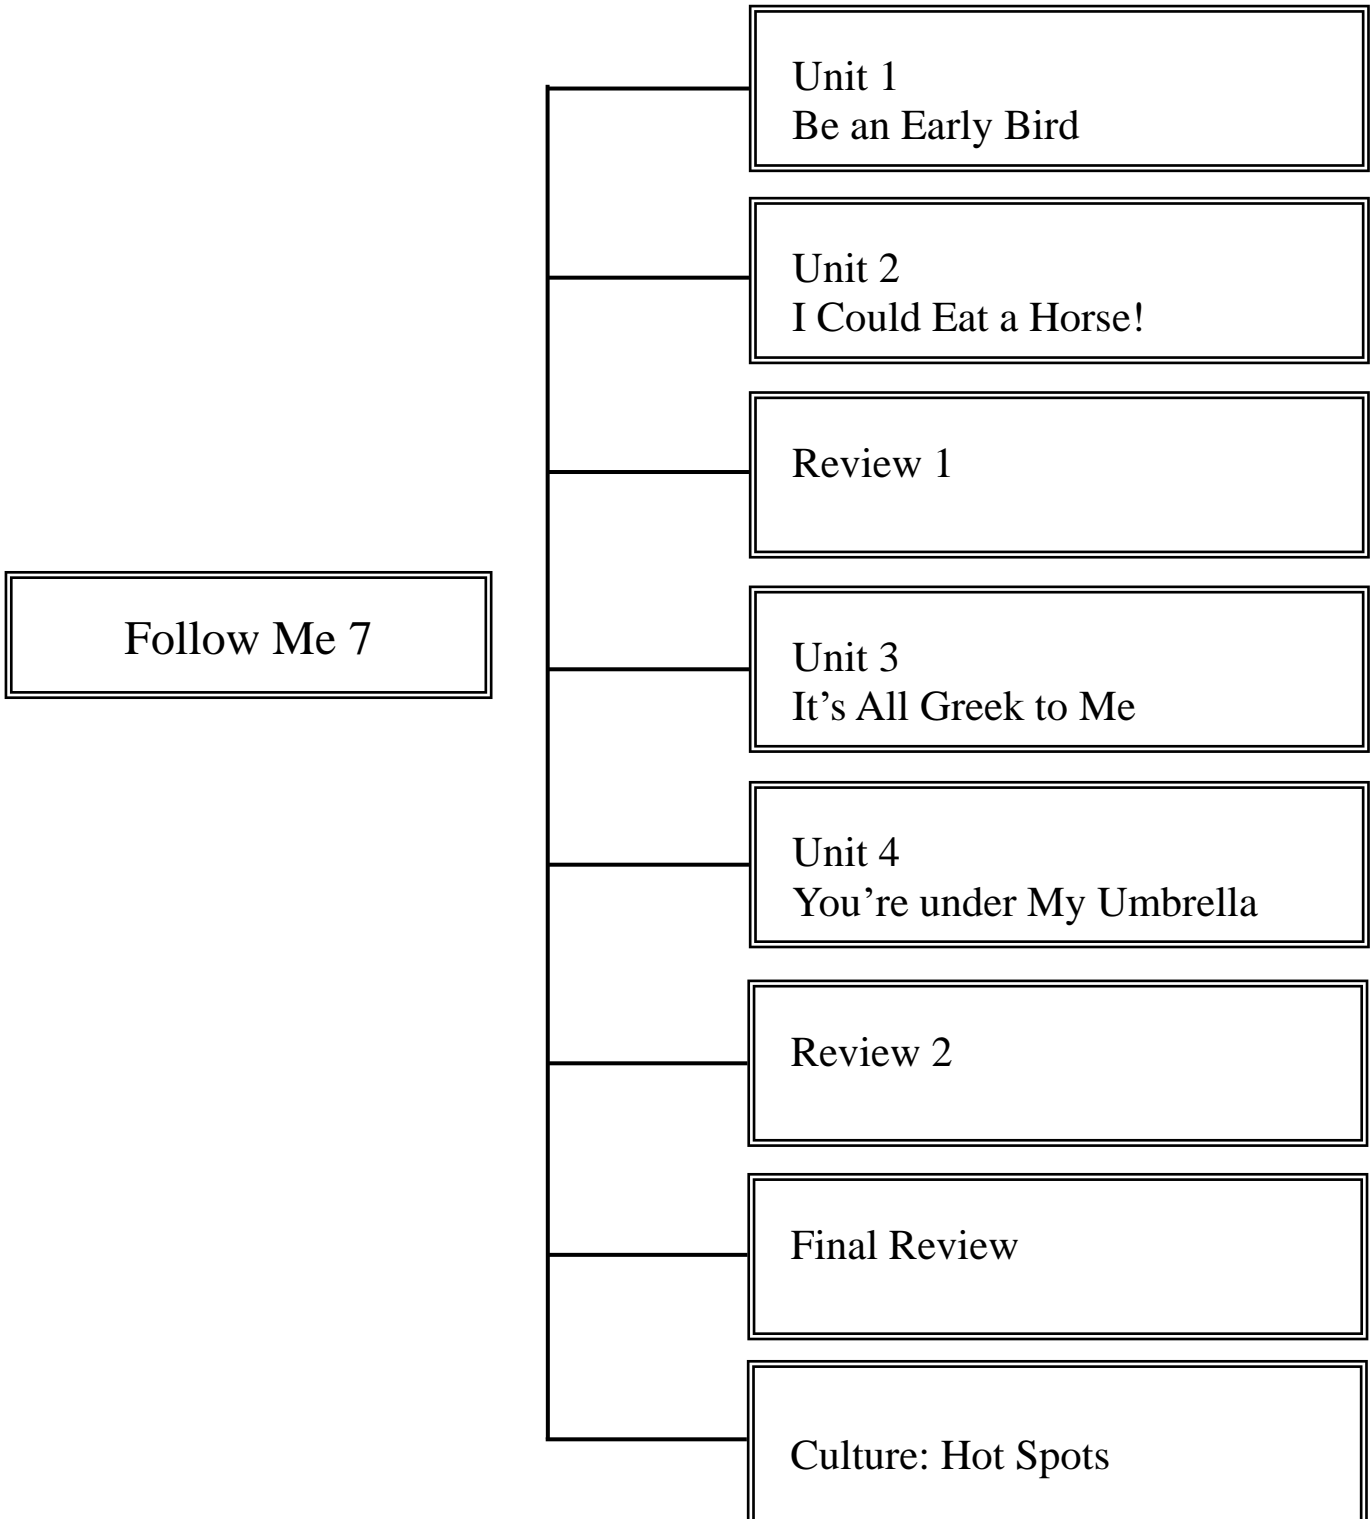 Follow Me 7
Unit 1
Be an Early Bird
Unit 2
I Could Eat a Horse!
Review 1
Unit 3
It’s All Greek to Me
Unit 4
You’re under My Umbrella
Review 2
Final Review
Culture: Hot Spots